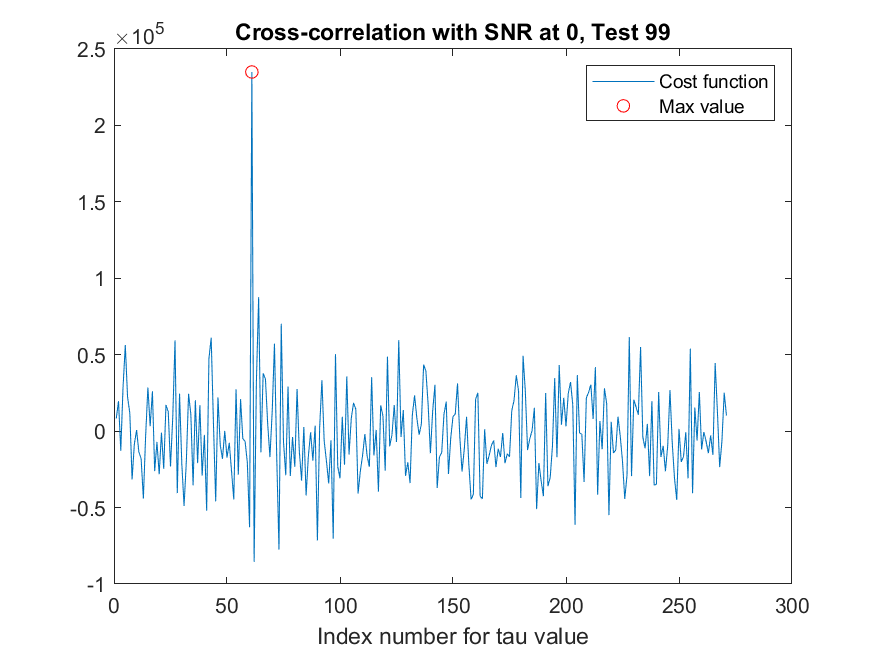 Cross-correlation with SNR at 0, Test 99
×10^5
2.5
2
1.5
1
0.5
0
-0.5
-1
0 50 100 150 200 250 300
Index number for tau value
Cost function
Max value